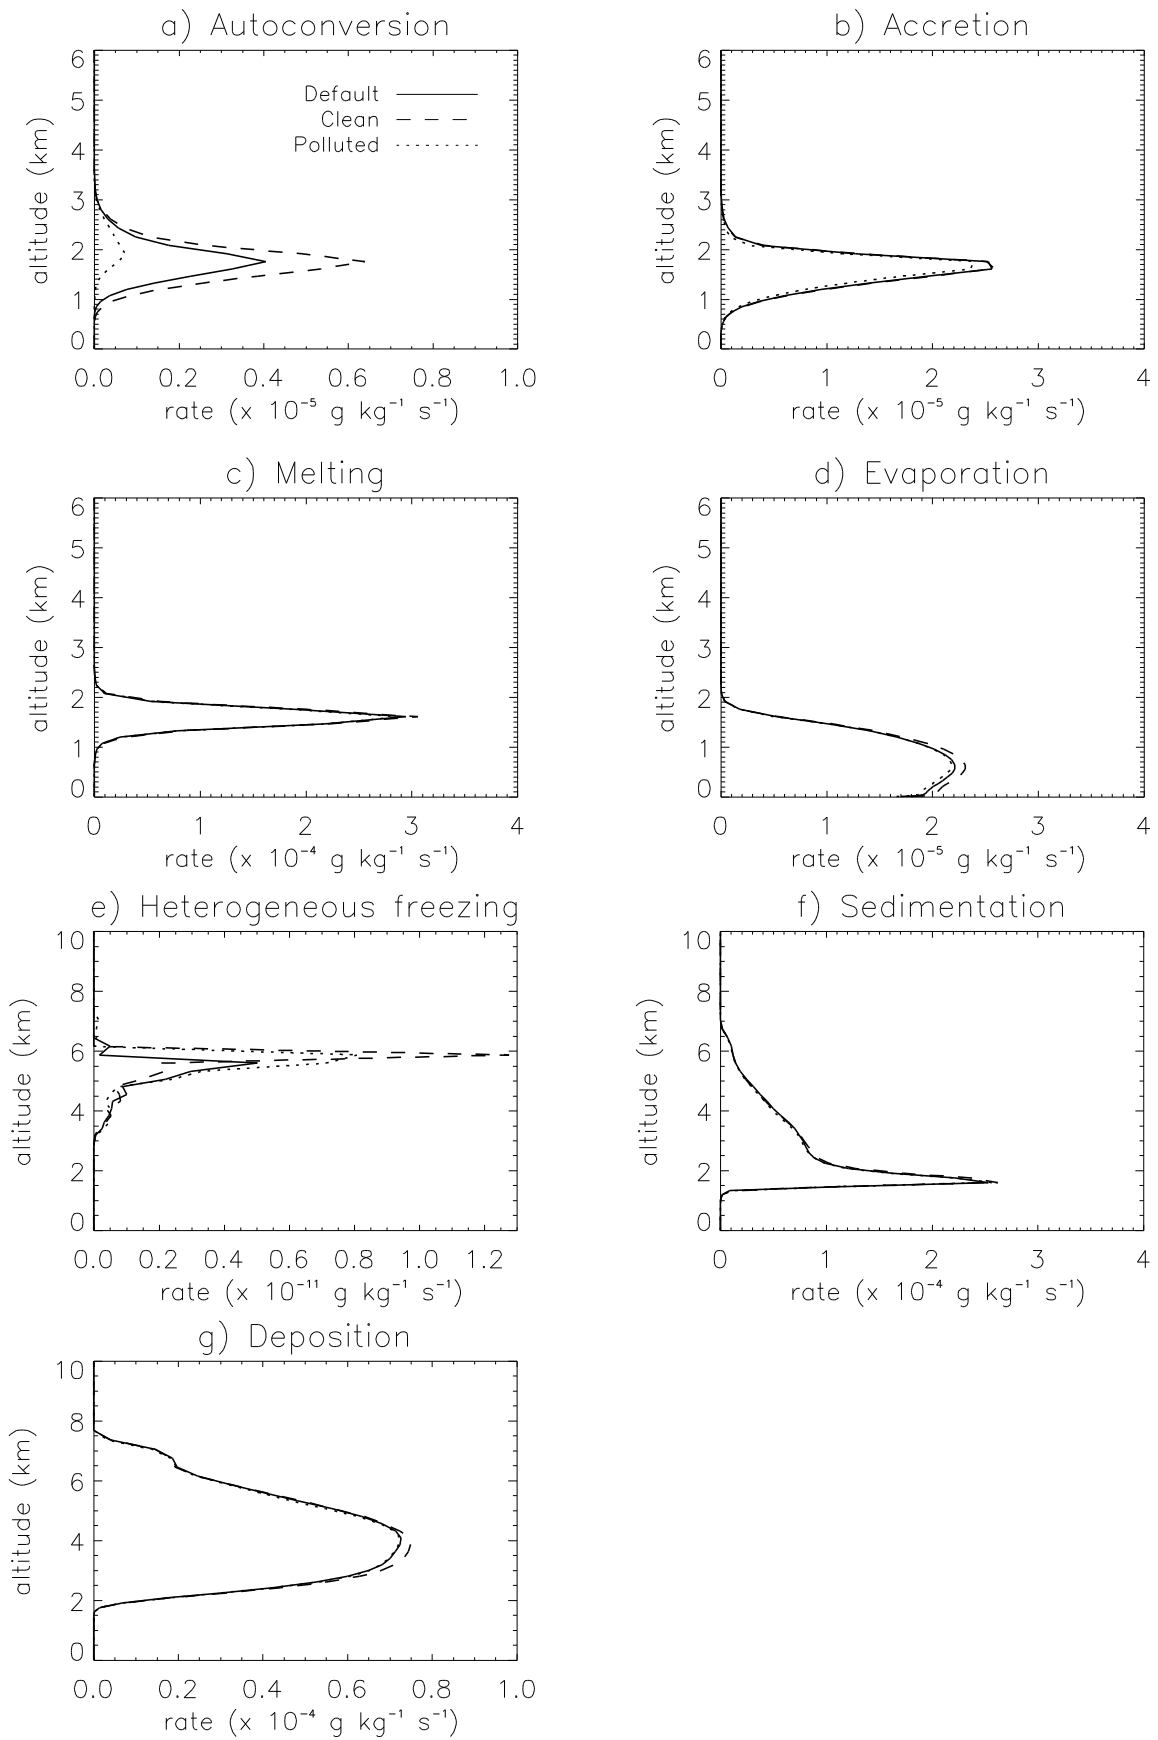 a) Autoconversion
6
5
4
3
2
1
0
altitude (km)
Default
Clean
Polluted
0.0 0.2 0.4 0.6 0.8 1.0
rate (x 10⁻⁵ g kg⁻¹ s⁻¹)
b) Accretion
6
5
4
3
2
1
0
altitude (km)
0 1 2 3 4
rate (x 10⁻⁵ g kg⁻¹ s⁻¹)
c) Melting
6
5
4
3
2
1
0
altitude (km)
0 1 2 3 4
rate (x 10⁻⁴ g kg⁻¹ s⁻¹)
d) Evaporation
6
5
4
3
2
1
0
altitude (km)
0 1 2 3 4
rate (x 10⁻⁵ g kg⁻¹ s⁻¹)
e) Heterogeneous freezing
10
8
6
4
2
0
altitude (km)
0.0 0.2 0.4 0.6 0.8 1.0 1.2
rate (x 10⁻¹¹ g kg⁻¹ s⁻¹)
f) Sedimentation
10
8
6
4
2
0
altitude (km)
0 1 2 3 4
rate (x 10⁻⁴ g kg⁻¹ s⁻¹)
g) Deposition
10
8
6
4
2
0
altitude (km)
0.0 0.2 0.4 0.6 0.8 1.0
rate (x 10⁻⁴ g kg⁻¹ s⁻¹)